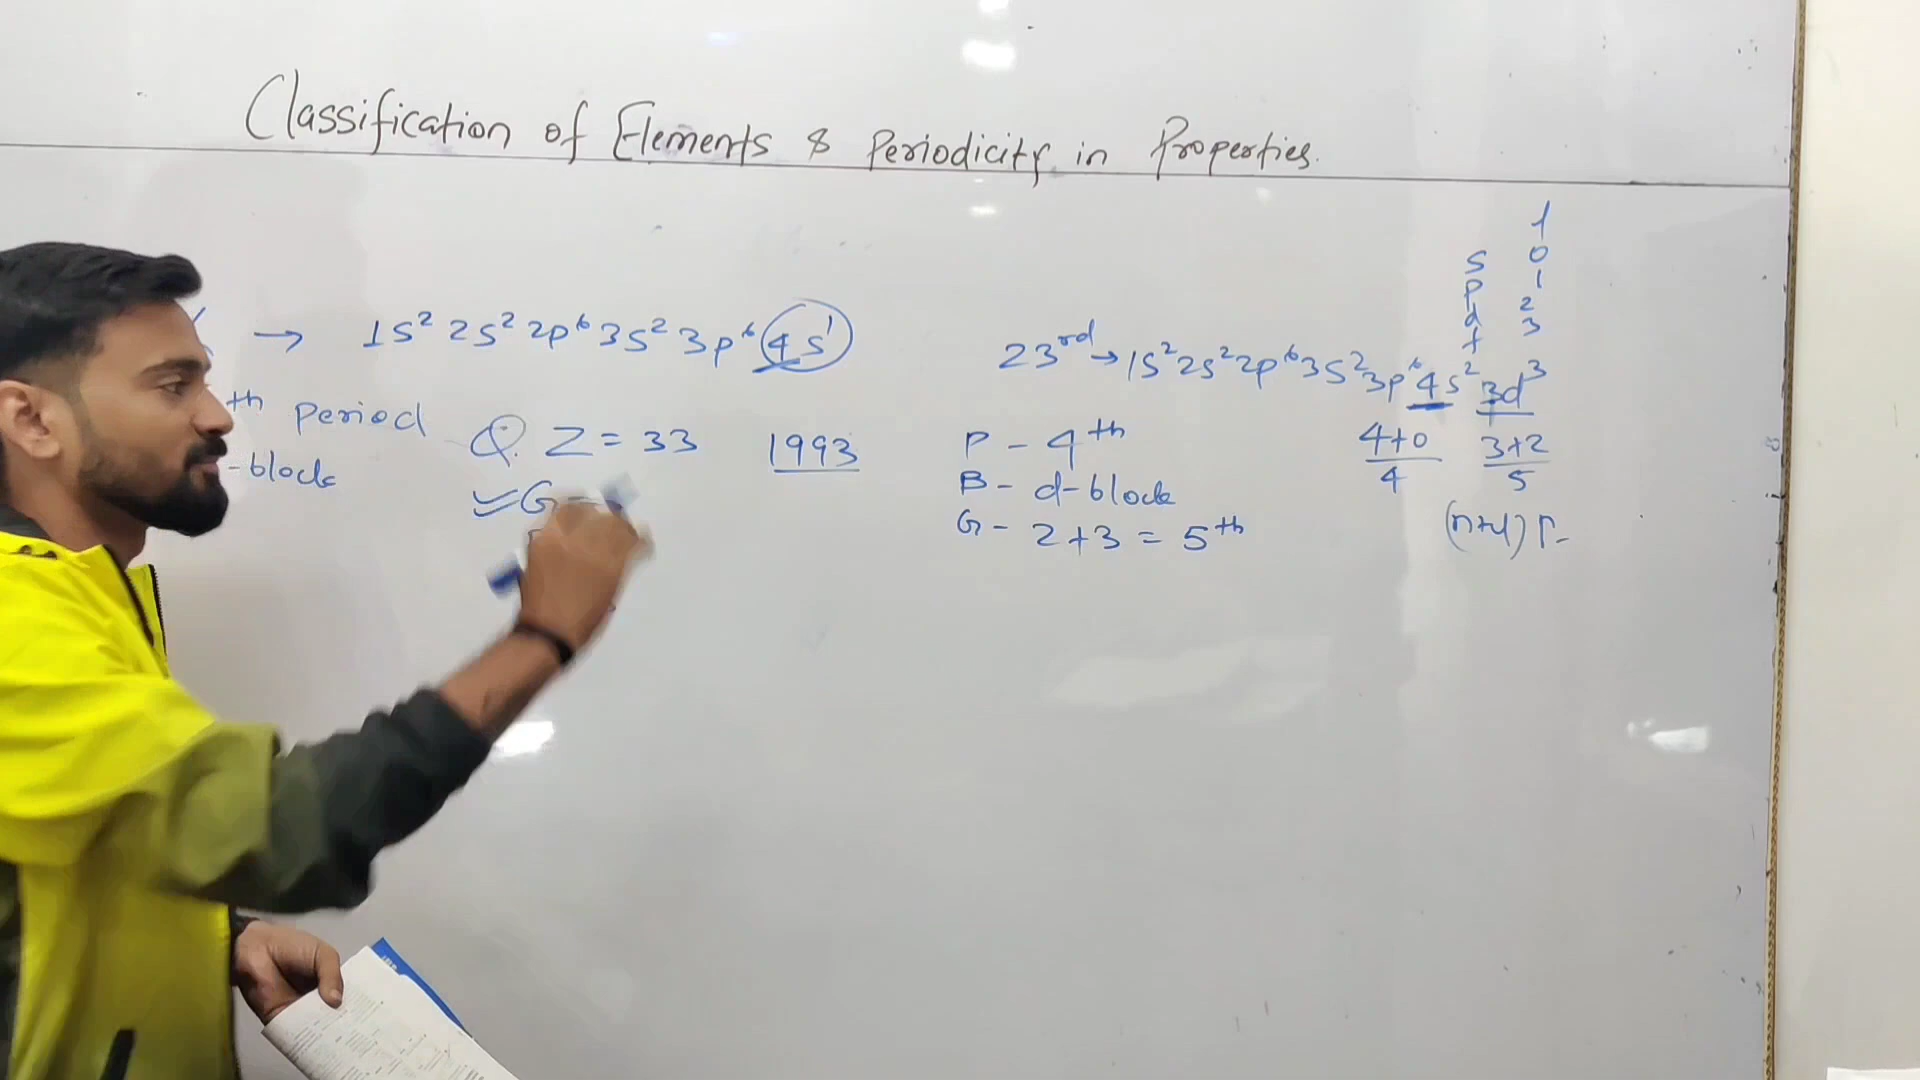 Classification of Elements & Periodicity in Properties.
→ 1s² 2s² 2p⁶ 3s² 3p⁶ 4s¹
th Period
-block
Q. Z = 33 1993
G -
1
s 0
p 1
d 2
f 3
23rd → 1s² 2s² 2p⁶ 3s² 3p⁶ 4s² 3d³
P - 4th
B - d-block
G - 2+3 = 5th
4+0 3+2
4 5
(n+l) r.